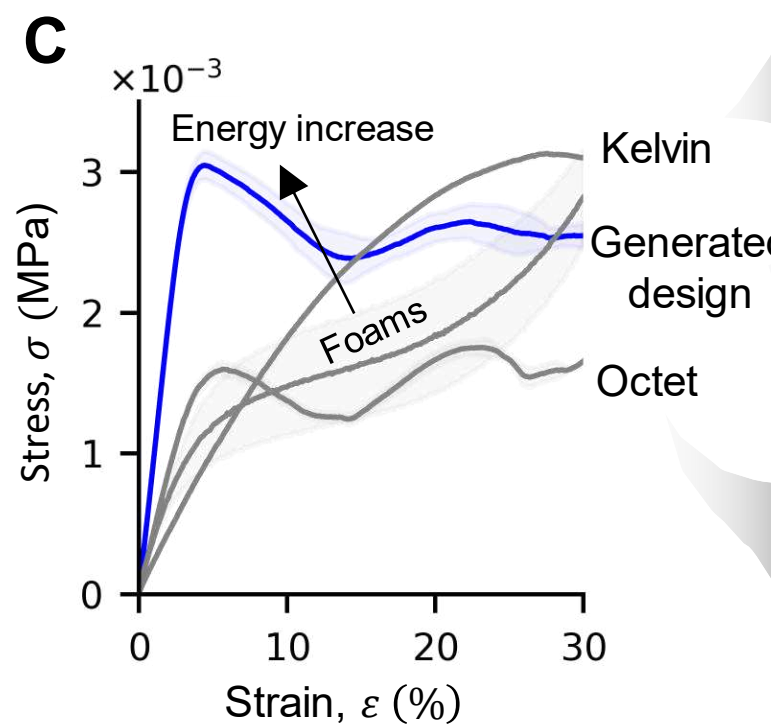 C
×10⁻³
Energy increase
3
Kelvin
Generated
design
2
Foams
Octet
1
0
Stress, σ (MPa)
0
10
20
30
Strain, ε (%)